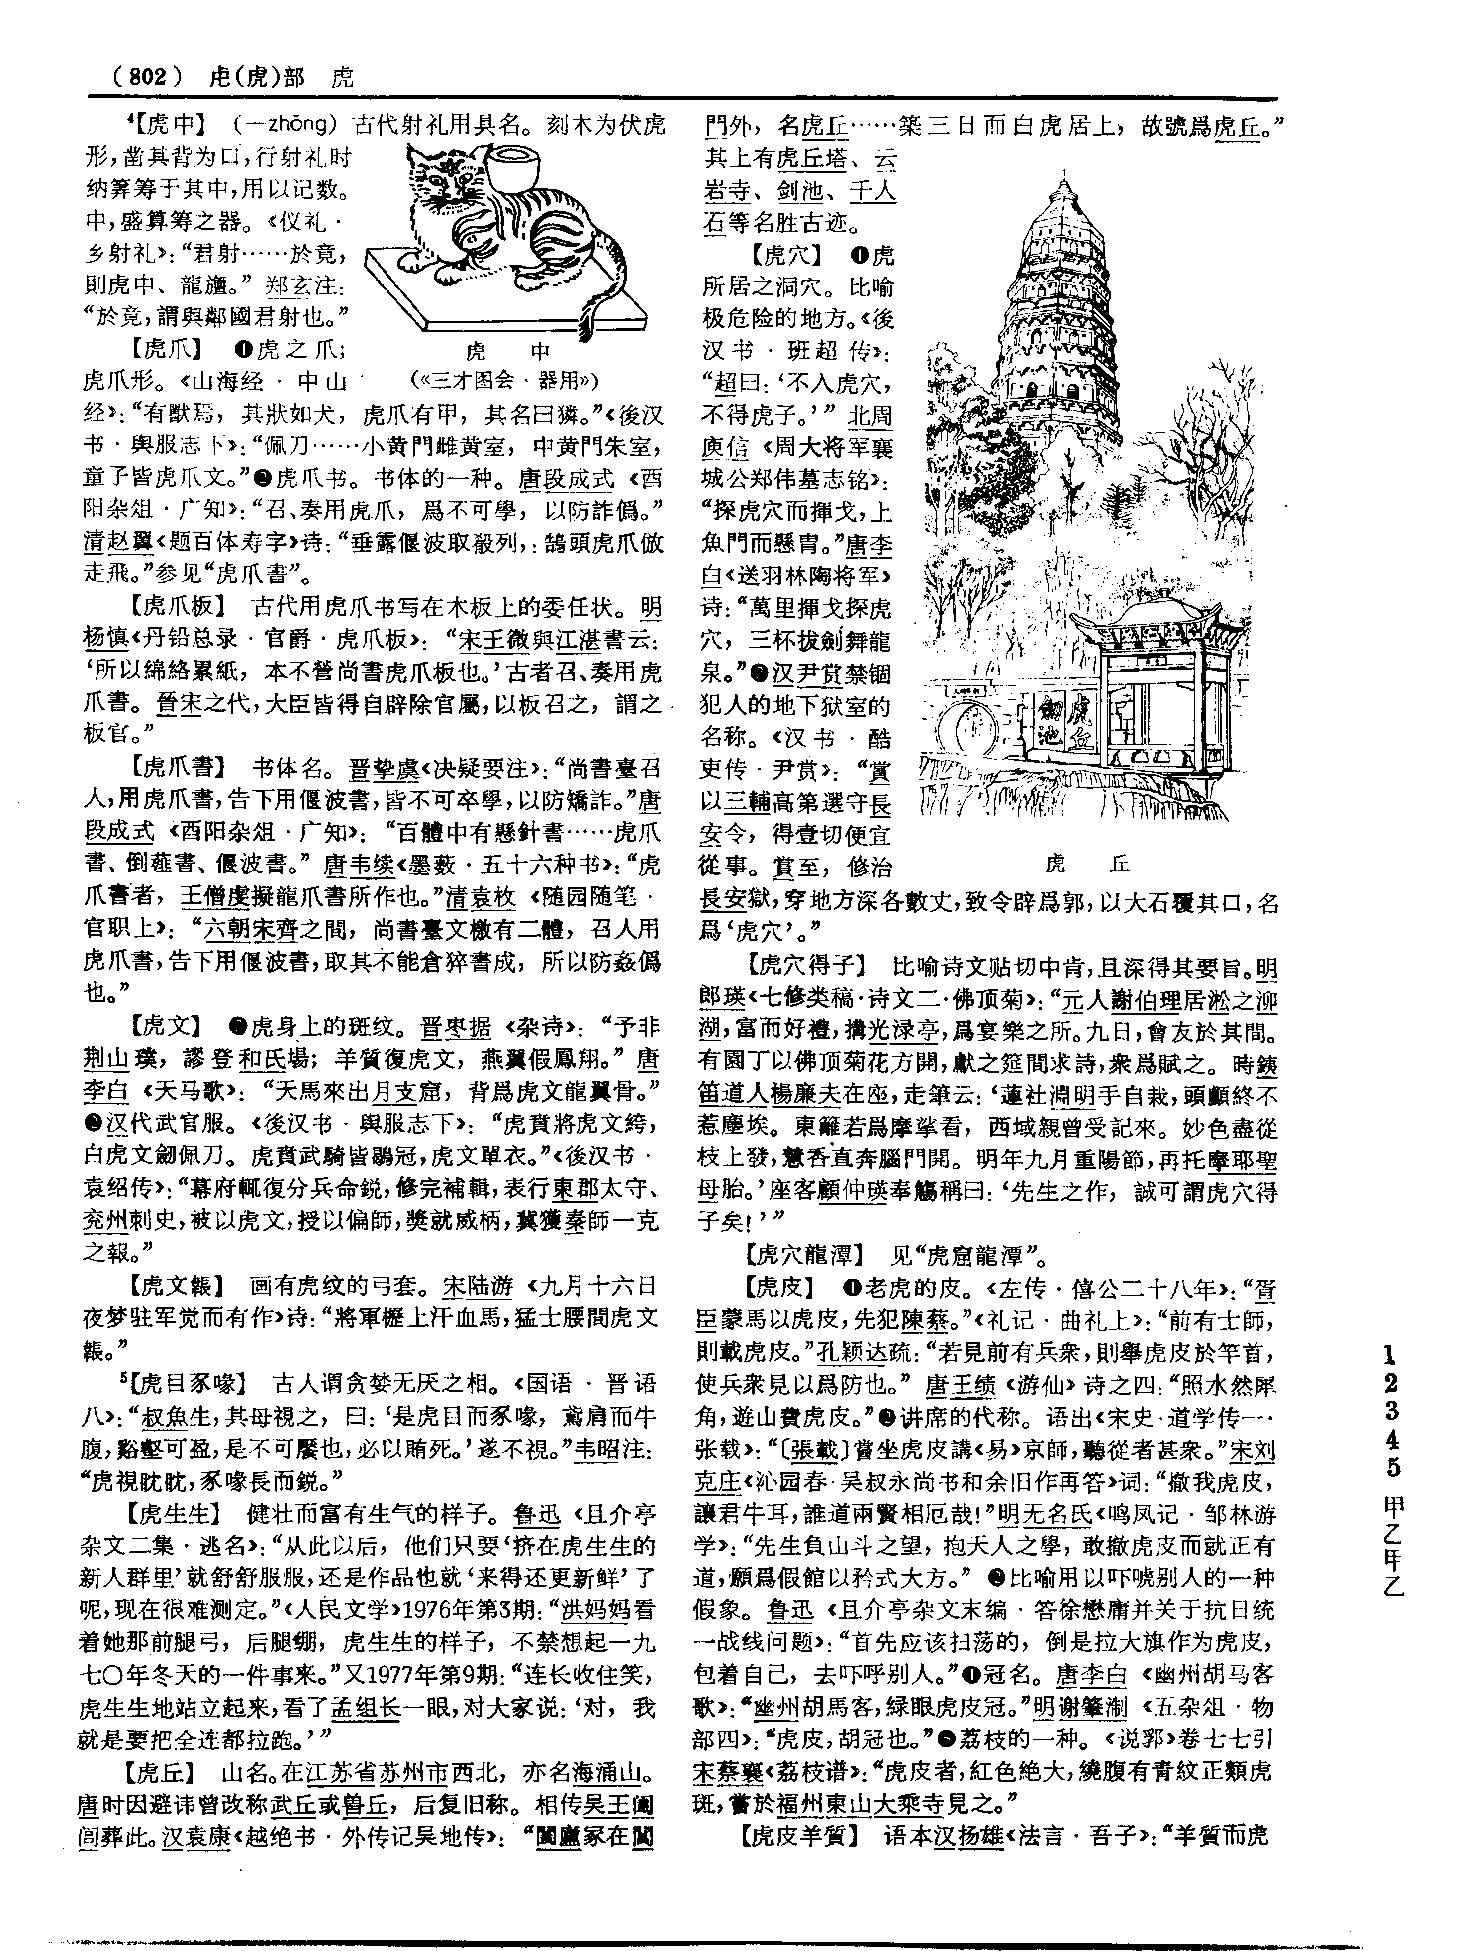 （802） 虍(虎)部 虎
⁴【虎中】 （—zhōng）古代射礼用具名。刻木为伏虎
形，凿其背为口，行射礼时
纳筭筹于其中，用以记数。
中，盛算筹之器。《仪礼·
乡射礼》：“君射……於竟，
則虎中、龍旜。”郑玄注：
“於竟，謂與鄰國君射也。”
【虎爪】 ❶虎之爪；
虎爪形。《山海经·中山
经》：“有獸焉，其狀如犬，虎爪有甲，其名曰獜。”《後汉
书·舆服志下》：“佩刀……小黄門雌黄室，中黄門朱室，
童子皆虎爪文。”❷虎爪书。书体的一种。唐段成式《酉
阳杂俎·广知》：“召、奏用虎爪，爲不可學，以防詐僞。”
清赵翼《题百体寿字》诗：“垂露偃波取殺列，：鵠頭虎爪倣
走飛。”参见“虎爪書”。
【虎爪板】 古代用虎爪书写在木板上的委任状。明
杨慎《丹铅总录·官爵·虎爪板》：“宋王微與江湛書云：
‘所以綿絡累紙，本不營尚書虎爪板也。’古者召、奏用虎
爪書。晉宋之代，大臣皆得自辟除官屬，以板召之，謂之
板官。”
【虎爪書】 书体名。晋挚虞《决疑要注》：“尚書臺召
人，用虎爪書，告下用偃波書，皆不可卒學，以防矯詐。”唐
段成式《酉阳杂俎·广知》：“百體中有懸針書……虎爪
書、倒薤書、偃波書。”唐韦续《墨薮·五十六种书》：“虎
爪書者，王僧虔擬龍爪書所作也。”清袁枚《随园随笔·
官职上》：“六朝宋齊之間，尚書臺文檄有二體，召人用
虎爪書，告下用偃波書，取其不能倉猝書成，所以防姦僞
也。”
【虎文】 ❶虎身上的斑纹。晋枣据《杂诗》：“予非
荆山璞，謬登和氏場；羊質復虎文，燕翼假鳳翔。”唐
李白《天马歌》：“天馬來出月支窟，背爲虎文龍翼骨。”
❷汉代武官服。《後汉书·舆服志下》：“虎賁將虎文絝，
白虎文劒佩刀。虎賁武騎皆鶡冠，虎文單衣。”《後汉书·
袁绍传》：“幕府輒復分兵命鋭，修完補輯，表行東郡太守、
兖州刺史，被以虎文，授以偏師，奬就威柄，冀獲秦師一克
之報。”
【虎文韔】 画有虎纹的弓套。宋陆游《九月十六日
夜梦驻军觉而有作》诗：“將軍櫪上汗血馬，猛士腰間虎文
韔。”
⁵【虎目豕喙】 古人谓贪婪无厌之相。《国语·晋语
八》：“叔魚生，其母視之，曰：‘是虎目而豕喙，鳶肩而牛
腹，谿壑可盈，是不可饜也，必以賄死。’遂不視。”韦昭注：
“虎視眈眈，豕喙長而鋭。”
【虎生生】 健壮而富有生气的样子。鲁迅《且介亭
杂文二集·逃名》：“从此以后，他们只要‘挤在虎生生的
新人群里’就舒舒服服，还是作品也就‘来得还更新鲜’了
呢，现在很难测定。”《人民文学》1976年第3期：“洪妈妈看
着她那前腿弓，后腿绷，虎生生的样子，不禁想起一九
七〇年冬天的一件事来。”又1977年第9期：“连长收住笑，
虎生生地站立起来，看了孟组长一眼，对大家说：‘对，我
就是要把全连都拉跑。’”
【虎丘】 山名。在江苏省苏州市西北，亦名海涌山。
唐时因避讳曾改称武丘或兽丘，后复旧称。相传吴王阖
闾葬此。汉袁康《越绝书·外传记吴地传》：“闔廬冢在閶
虎 中
（《三才图会·器用》）
門外，名虎丘……築三日而白虎居上，故號爲虎丘。”
其上有虎丘塔、云
岩寺、剑池、千人
石等名胜古迹。
【虎穴】 ❶虎
所居之洞穴。比喻
极危险的地方。《後
汉书·班超传》：
“超曰：‘不入虎穴，
不得虎子。’”北周
庾信《周大将军襄
城公郑伟墓志铭》：
“探虎穴而揮戈，上
魚門而懸胄。”唐李
白《送羽林陶将军》
诗：“萬里揮戈探虎
穴，三杯拔劍舞龍
泉。”❷汉尹赏禁锢
犯人的地下狱室的
名称。《汉书·酷
吏传·尹赏》：“賞
以三輔高第選守長
安令，得壹切便宜
從事。賞至，修治
長安獄，穿地方深各數丈，致令辟爲郭，以大石覆其口，名
爲‘虎穴’。”
虎丘
劍池
虎 丘
【虎穴得子】 比喻诗文贴切中肯，且深得其要旨。明
郎瑛《七修类稿·诗文二·佛顶菊》：“元人謝伯理居淞之泖
湖，富而好禮，搆光渌亭，爲宴樂之所。九日，會友於其間。
有園丁以佛顶菊花方開，獻之筵間求詩，衆爲賦之。時鐵
笛道人楊廉夫在座，走筆云：‘蓮社淵明手自栽，頭顱終不
惹塵埃。東籬若爲摩挲看，西域親曾受記來。妙色盡從
枝上發，慧香直奔腦門開。明年九月重陽節，再托摩耶聖
母胎。’座客顧仲瑛奉觴稱曰：‘先生之作，誠可謂虎穴得
子矣！’”
【虎穴龍潭】 见“虎窟龍潭”。
【虎皮】 ❶老虎的皮。《左传·僖公二十八年》：“胥
臣蒙馬以虎皮，先犯陳蔡。”《礼记·曲礼上》：“前有士師，
則載虎皮。”孔颖达疏：“若見前有兵衆，則舉虎皮於竿首，
使兵衆見以爲防也。”唐王绩《游仙》诗之四：“照水然犀
角，遊山費虎皮。”❷讲席的代称。语出《宋史·道学传一·
张载》：“〔張載〕嘗坐虎皮講《易》京師，聽從者甚衆。”宋刘
克庄《沁园春·吴叔永尚书和余旧作再答》词：“撤我虎皮，
讓君牛耳，誰道兩賢相厄哉！”明无名氏《鸣凤记·邹林游
学》：“先生負山斗之望，抱天人之學，敢撤虎皮而就正有
道，願爲假館以矜式大方。”❸比喻用以吓唬别人的一种
假象。鲁迅《且介亭杂文末编·答徐懋庸并关于抗日统
一战线问题》：“首先应该扫荡的，倒是拉大旗作为虎皮，
包着自己，去吓呼别人。”❹冠名。唐李白《幽州胡马客
歌》：“幽州胡馬客，緑眼虎皮冠。”明谢肇淛《五杂俎·物
部四》：“虎皮，胡冠也。”❺荔枝的一种。《说郛》卷七七引
宋蔡襄《荔枝谱》：“虎皮者，紅色绝大，繞腹有青紋正類虎
斑，嘗於福州東山大乘寺見之。”
【虎皮羊質】 语本汉扬雄《法言·吾子》：“羊質而虎
1
2
3
4
5
甲乙甲乙